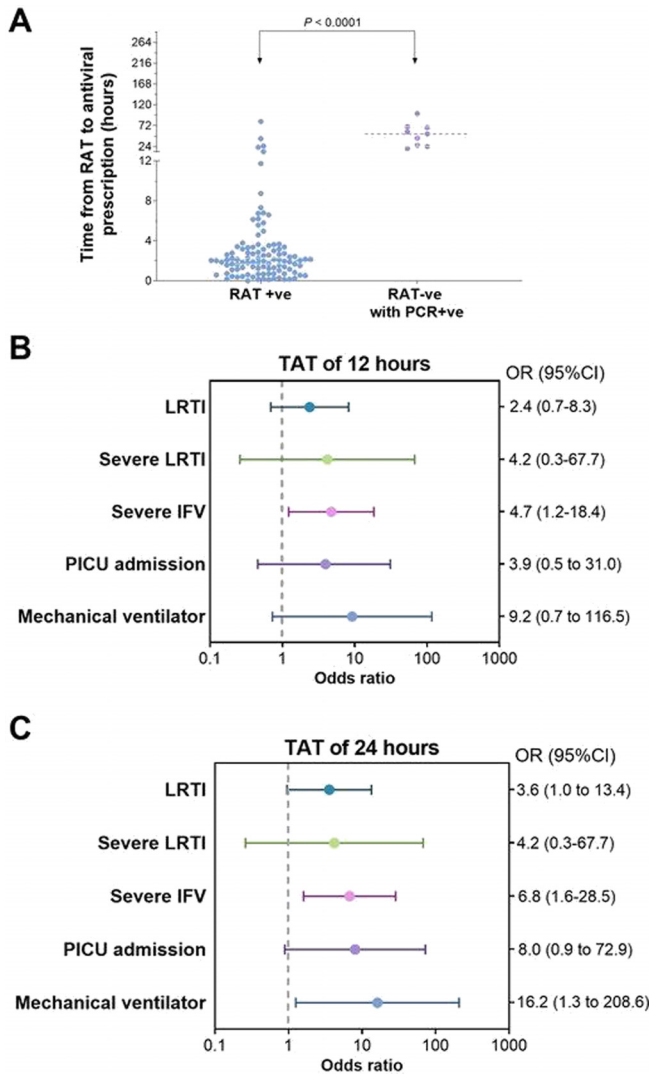 A
P < 0.0001
Time from RAT to antiviral
prescription (hours)
264
216
168
120
72
24
12
8
4
0
RAT +ve
RAT-ve
with PCR+ve
B
TAT of 12 hours
OR (95%CI)
LRTI
2.4 (0.7-8.3)
Severe LRTI
4.2 (0.3-67.7)
Severe IFV
4.7 (1.2-18.4)
PICU admission
3.9 (0.5 to 31.0)
Mechanical ventilator
9.2 (0.7 to 116.5)
0.1 1 10 100 1000
Odds ratio
C
TAT of 24 hours
OR (95%CI)
LRTI
3.6 (1.0 to 13.4)
Severe LRTI
4.2 (0.3-67.7)
Severe IFV
6.8 (1.6-28.5)
PICU admission
8.0 (0.9 to 72.9)
Mechanical ventilator
16.2 (1.3 to 208.6)
0.1 1 10 100 1000
Odds ratio